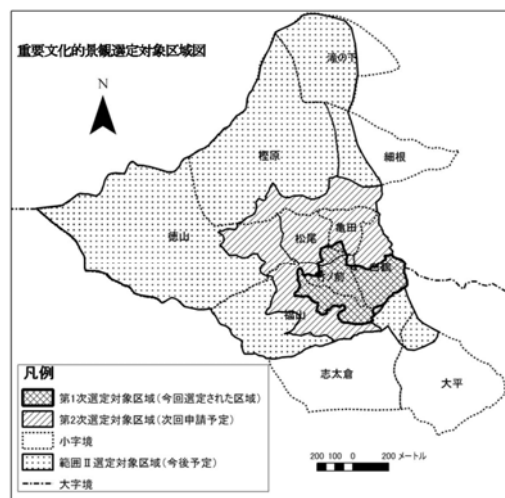 重要文化的景観選定対象区域図
N
滝の下
樫原
細根
徳山
松尾
亀田
福山
志太倉
大平
凡例
第1次選定対象区域(今回選定された区域)
第2次選定対象区域(次回申請予定)
小字境
範囲Ⅱ選定対象区域(今後予定)
大字境
200 100 0 200 メートル